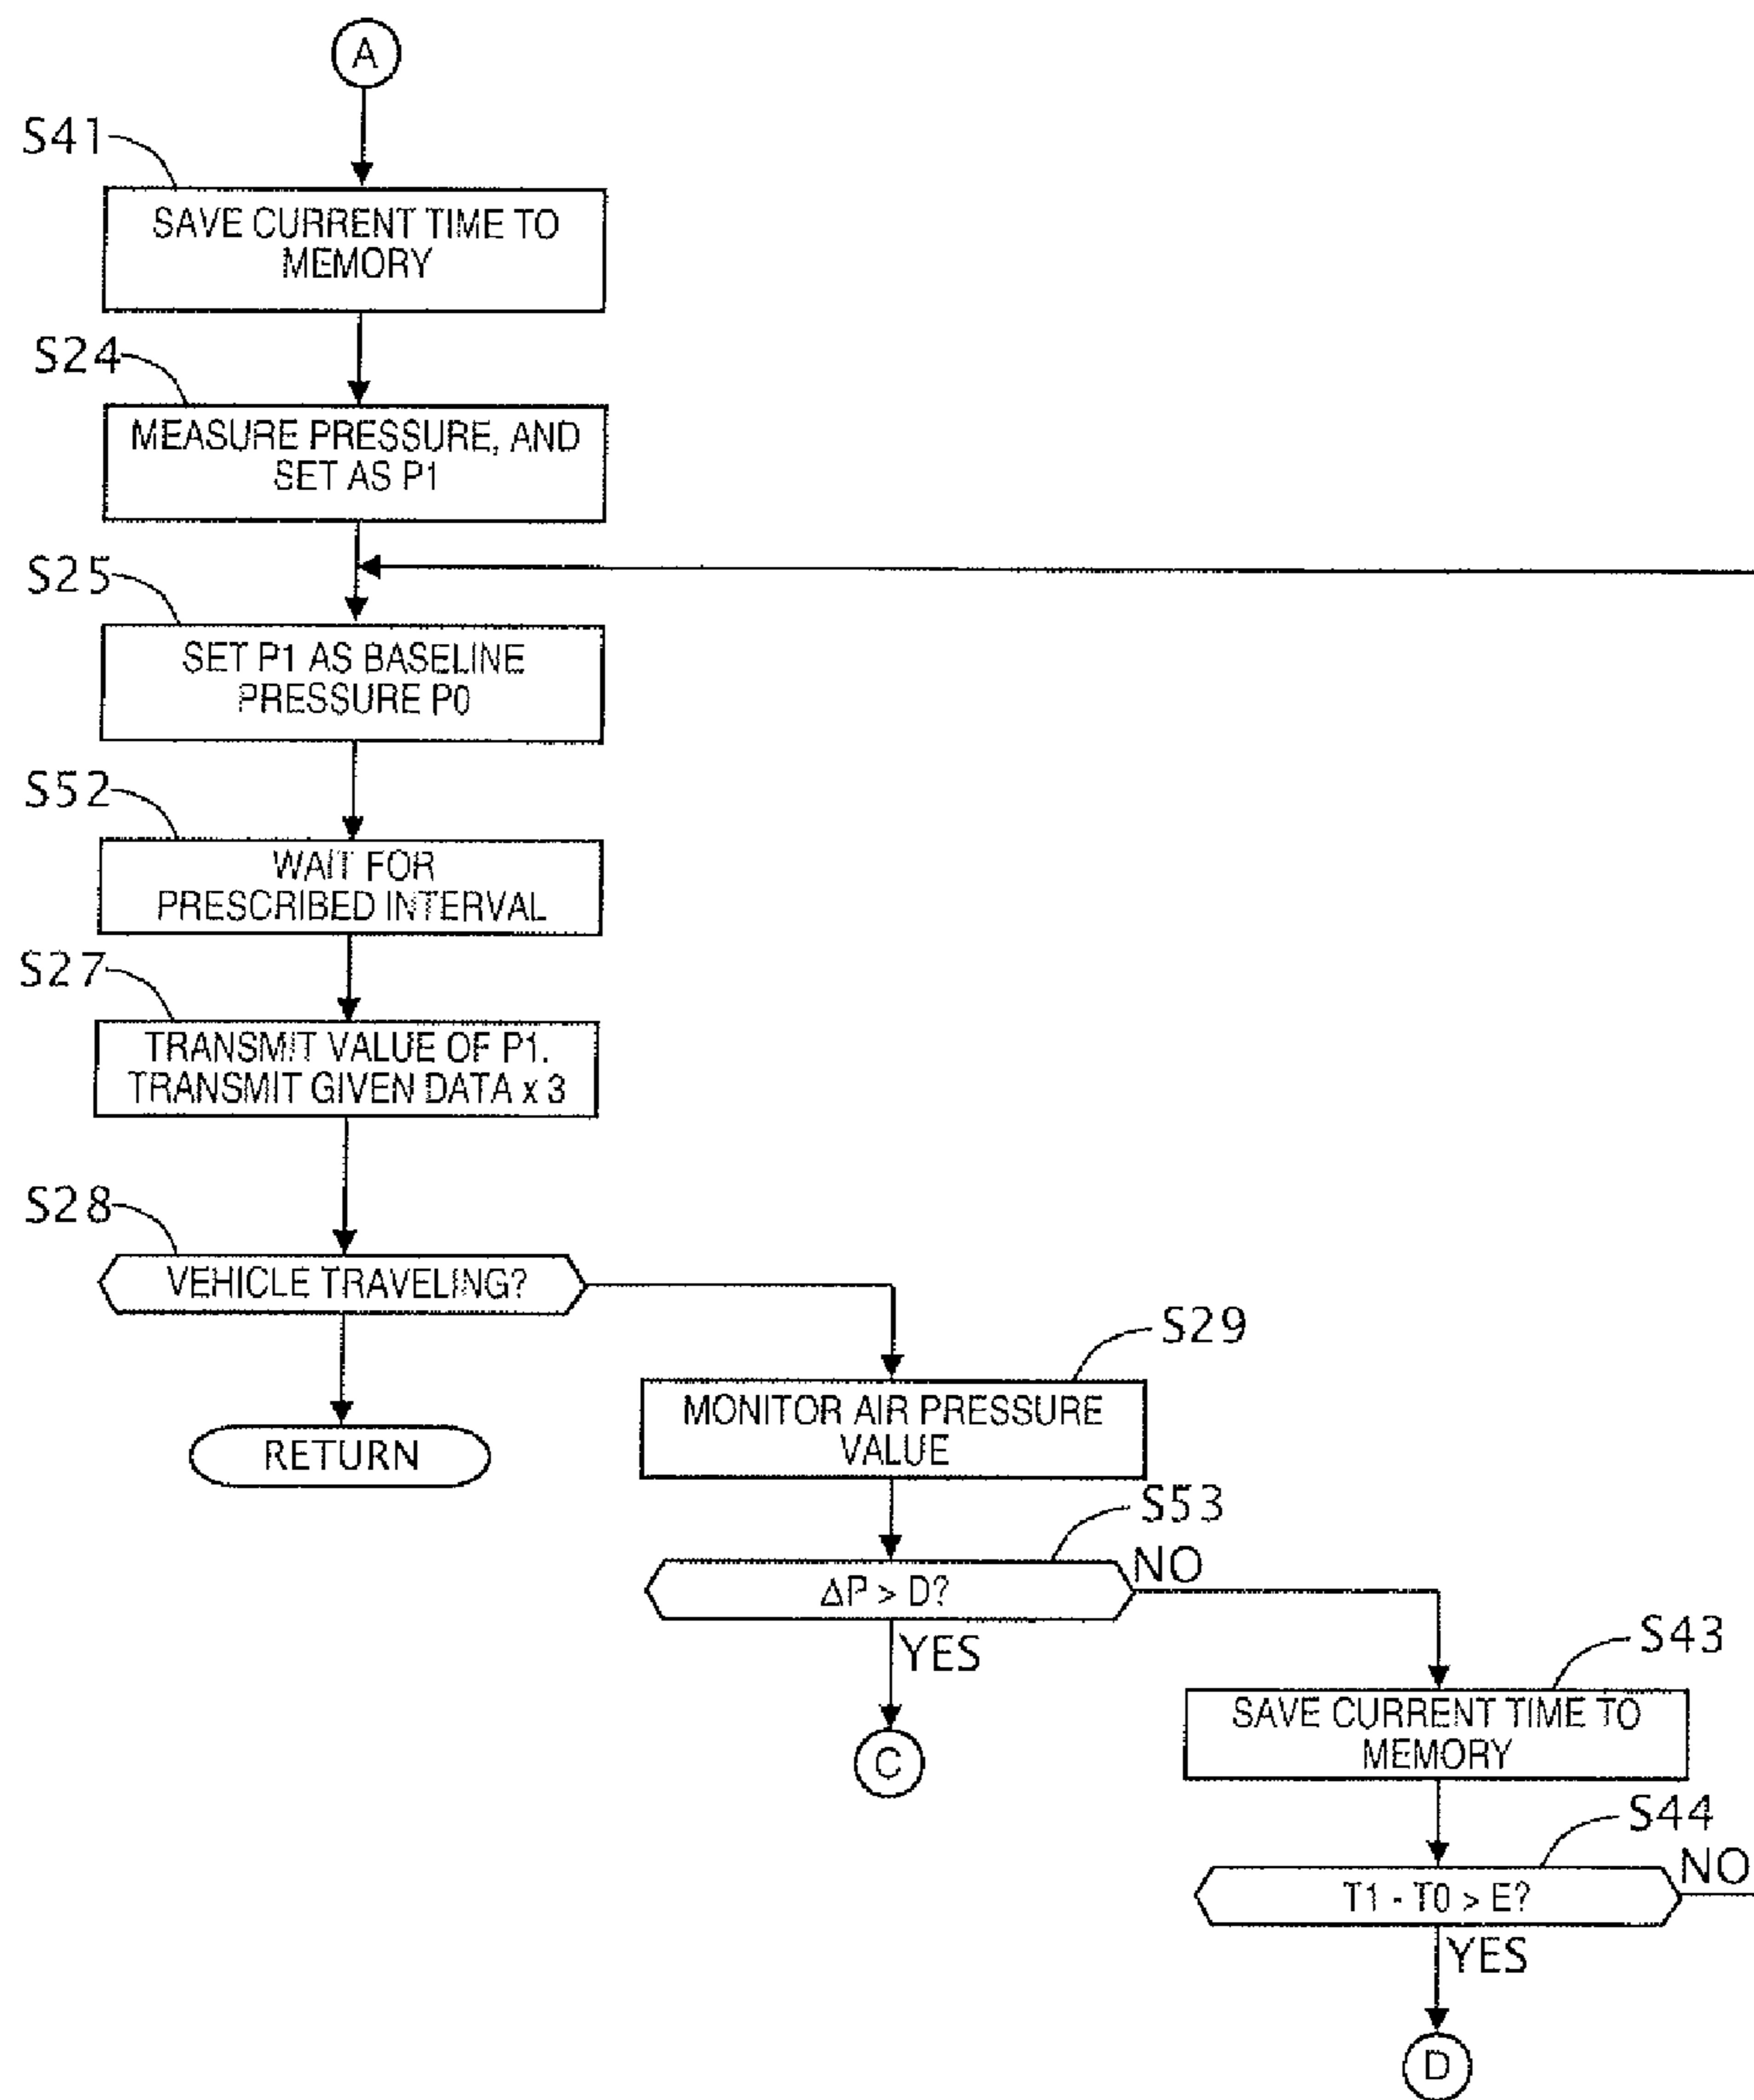 A
S41
SAVE CURRENT TIME TO
MEMORY
S24
MEASURE PRESSURE, AND
SET AS P1
S25
SET P1 AS BASELINE
PRESSURE P0
S52
WAIT FOR
PRESCRIBED INTERVAL
S27
TRANSMIT VALUE OF P1.
TRANSMIT GIVEN DATA x 3
S28
VEHICLE TRAVELING?
RETURN
S29
MONITOR AIR PRESSURE
VALUE
S53
ΔP > D?
NO
YES
C
S43
SAVE CURRENT TIME TO
MEMORY
S44
T1 - T0 > E?
NO
YES
D